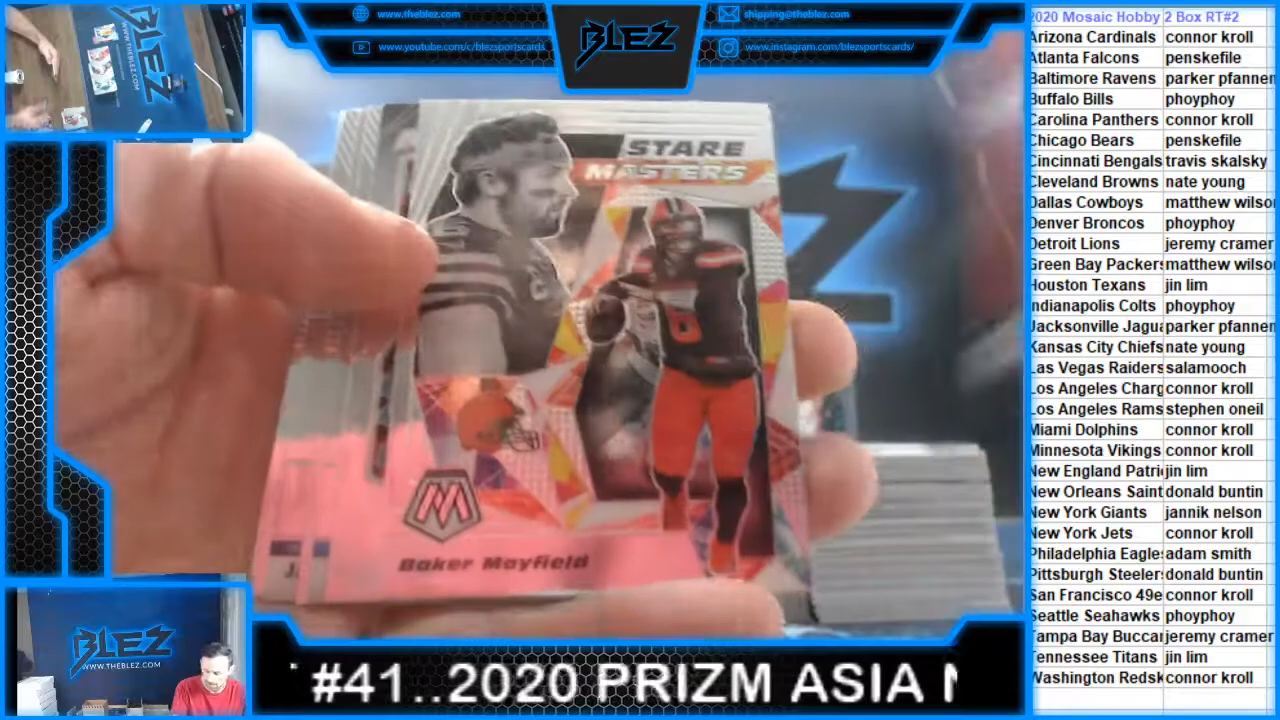 www.theblez.com
shipping@theblez.com
www.youtube.com/c/blezsportscards
www.instagram.com/blezsportscards/
BLEZ
BLEZ
STARE
MASTERS
6
Baker Mayfield
BLEZ
WWW.THEBLEZ.COM
#41..2020 PRIZM ASIA
2020 Mosaic Hobby 2 Box RT#2
Arizona Cardinals connor kroll
Atlanta Falcons penskefile
Baltimore Ravens parker pfannen
Buffalo Bills phoyphoy
Carolina Panthers connor kroll
Chicago Bears penskefile
Cincinnati Bengals travis skalsky
Cleveland Browns nate young
Dallas Cowboys matthew wilso
Denver Broncos phoyphoy
Detroit Lions jeremy cramer
Green Bay Packers matthew wilso
Houston Texans jin lim
Indianapolis Colts phoyphoy
Jacksonville Jagua parker pfannen
Kansas City Chiefs nate young
Las Vegas Raiders salamooch
Los Angeles Charg connor kroll
Los Angeles Rams stephen oneil
Miami Dolphins connor kroll
Minnesota Vikings connor kroll
New England Patri jin lim
New Orleans Saint donald buntin
New York Giants jannik nelson
New York Jets connor kroll
Philadelphia Eagle adam smith
Pittsburgh Steelers donald buntin
San Francisco 49e connor kroll
Seattle Seahawks phoyphoy
Tampa Bay Buccan jeremy cramer
Tennessee Titans jin lim
Washington Redsk connor kroll